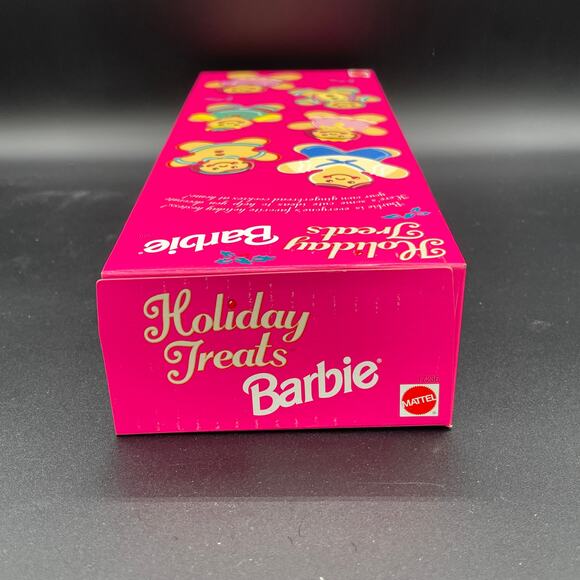 Holiday
Treats
Barbie®
MATTEL
Holiday
Treats
Barbie®
Barbie is everyone's favorite holiday hostess!
Here's a some cute ideas to help you decorate
your own gingerbread cookies at home!